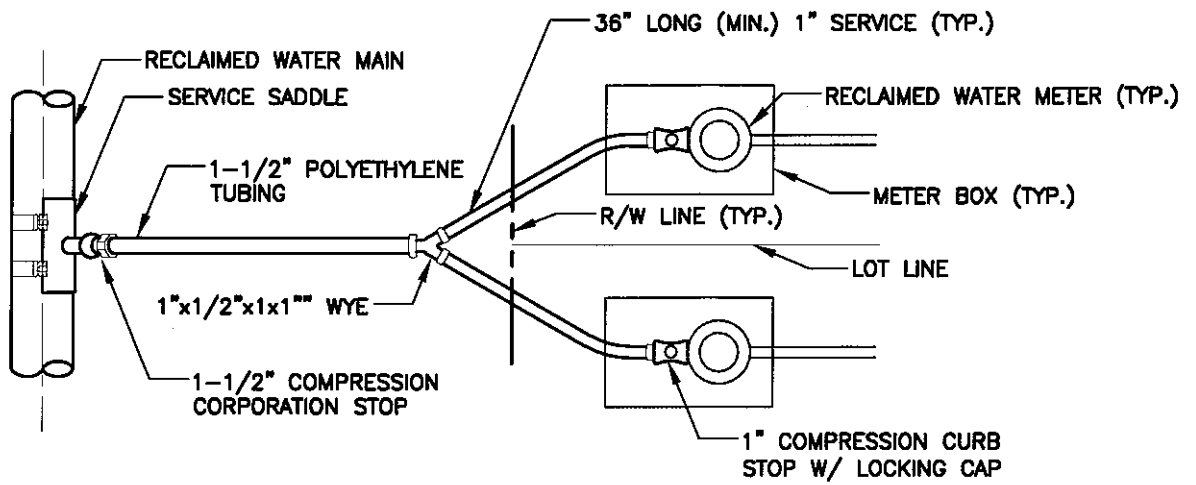 36" LONG (MIN.) 1" SERVICE (TYP.)
RECLAIMED WATER MAIN
SERVICE SADDLE
RECLAIMED WATER METER (TYP.)
1-1/2" POLYETHYLENE
TUBING
METER BOX (TYP.)
R/W LINE (TYP.)
LOT LINE
1"x1/2"x1x1"" WYE
1-1/2" COMPRESSION
CORPORATION STOP
1" COMPRESSION CURB
STOP W/ LOCKING CAP